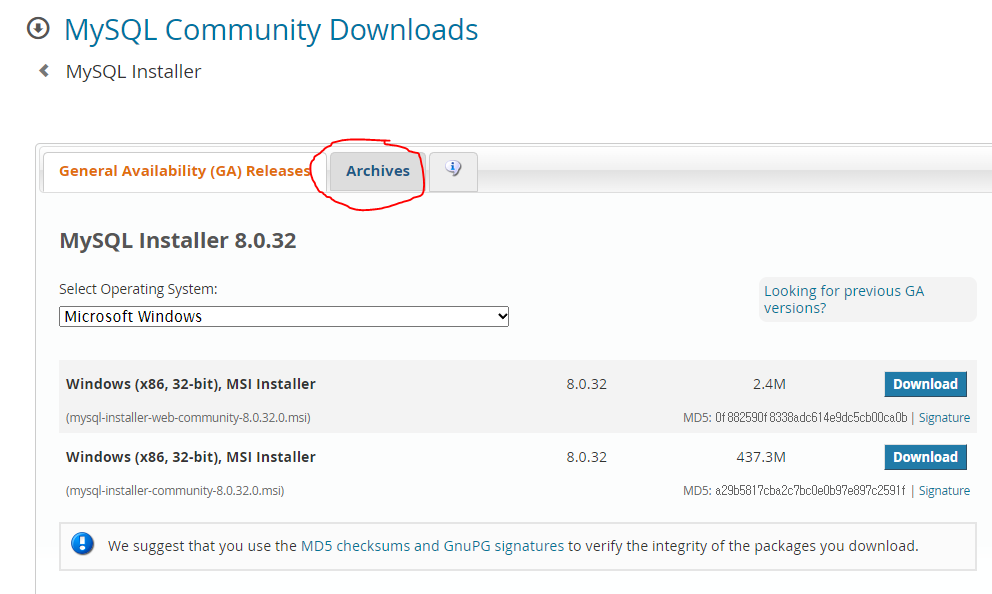 MySQL Community Downloads
MySQL Installer
General Availability (GA) Releases
Archives
MySQL Installer 8.0.32
Select Operating System:
Looking for previous GA
versions?
Microsoft Windows
Windows (x86, 32-bit), MSI Installer 8.0.32 2.4M Download
(mysql-installer-web-community-8.0.32.0.msi) MD5: 0f882590f8338adc614e9dc5cb00ca0b | Signature
Windows (x86, 32-bit), MSI Installer 8.0.32 437.3M Download
(mysql-installer-community-8.0.32.0.msi) MD5: a29b5817cba2c7bc0e0b97e897c2591f | Signature
We suggest that you use the MD5 checksums and GnuPG signatures to verify the integrity of the packages you download.